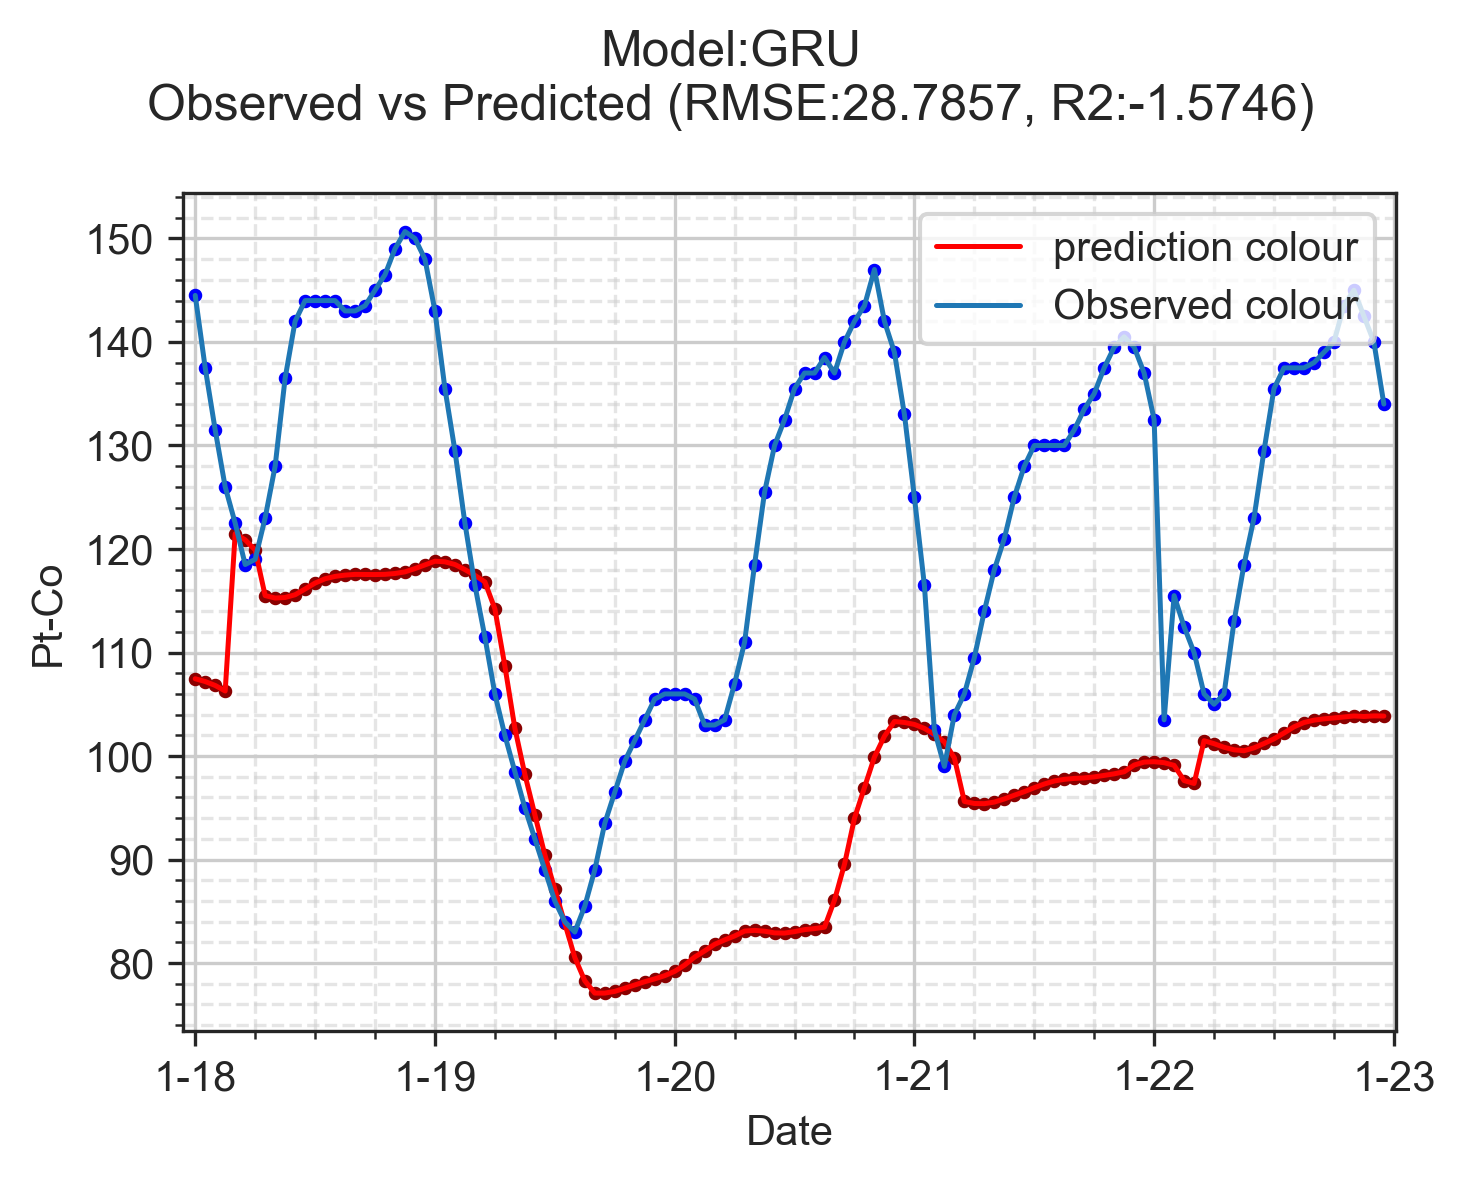 Model:GRU
Observed vs Predicted (RMSE:28.7857, R2:-1.5746)
prediction colour
Observed colour
150
140
130
120
110
100
90
80
Pt-Co
1-18
1-19
1-20
1-21
1-22
1-23
Date